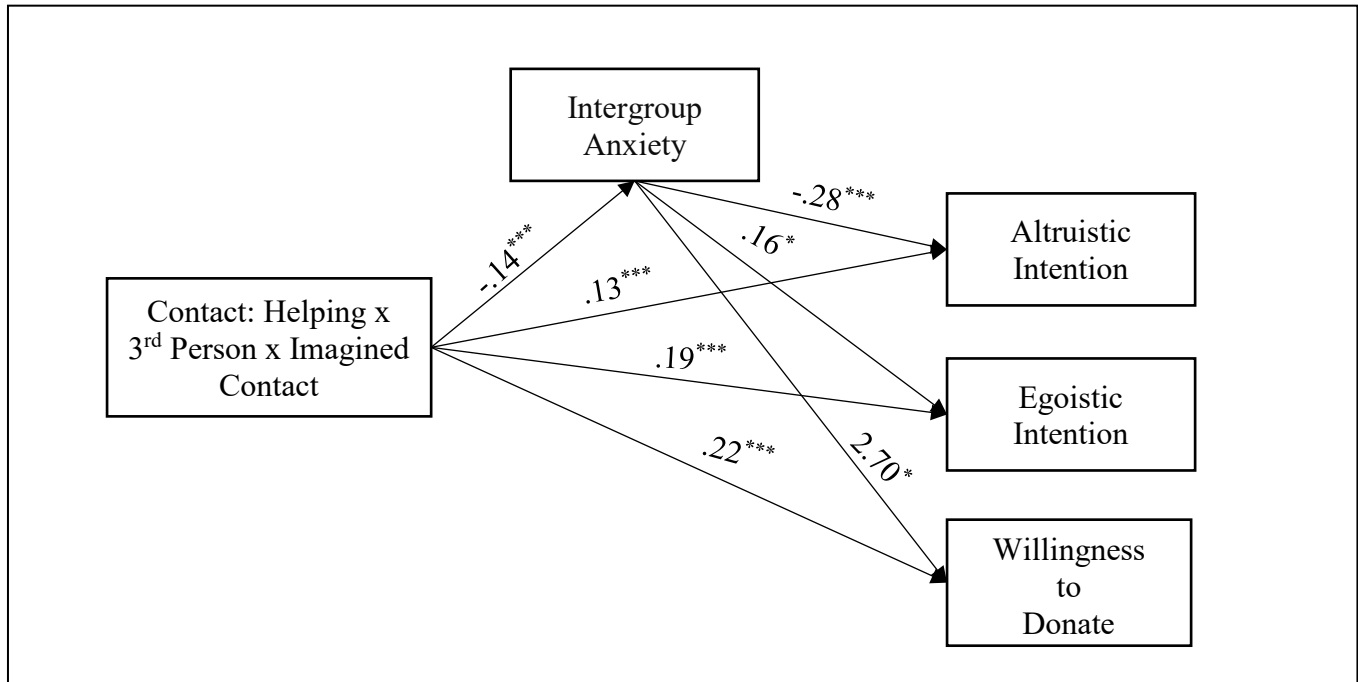 Intergroup
Anxiety
-.28***
.16*
-.14***
.13***
Altruistic
Intention
Contact: Helping x
3rd Person x Imagined
Contact
.19***
Egoistic
Intention
.22***
2.70*
Willingness
to
Donate